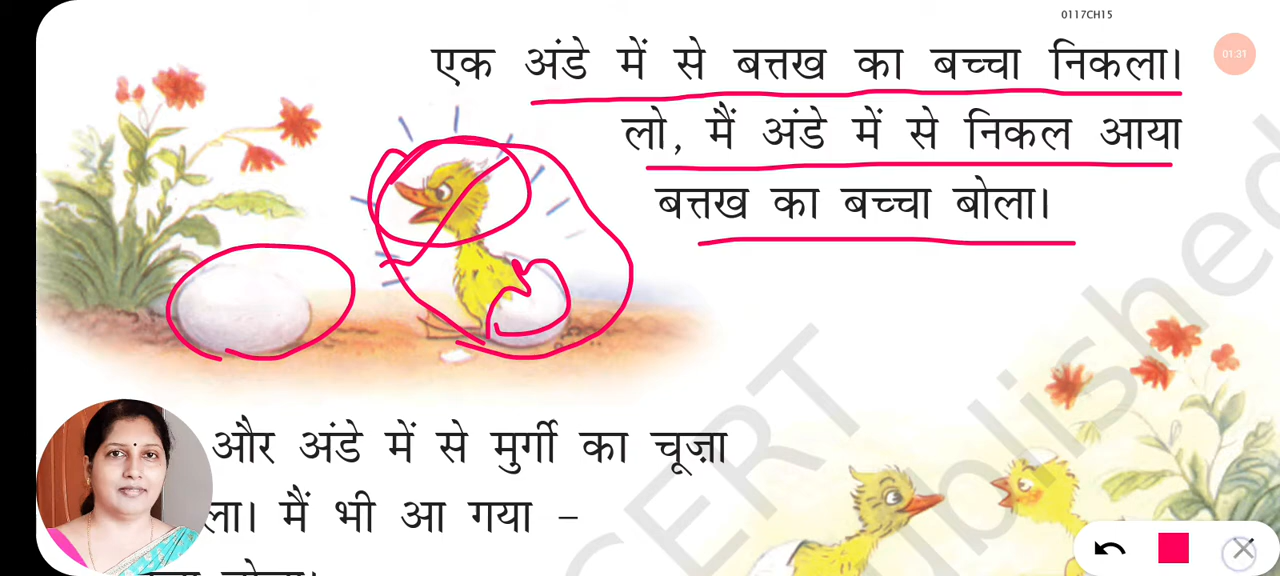 0117CH15
01:31
एक अंडे में से बत्तख का बच्चा निकला।
लो, मैं अंडे में से निकल आया
बत्तख का बच्चा बोला।
और अंडे में से मुर्गी का चूज़ा
ला। मैं भी आ गया –
बोला।